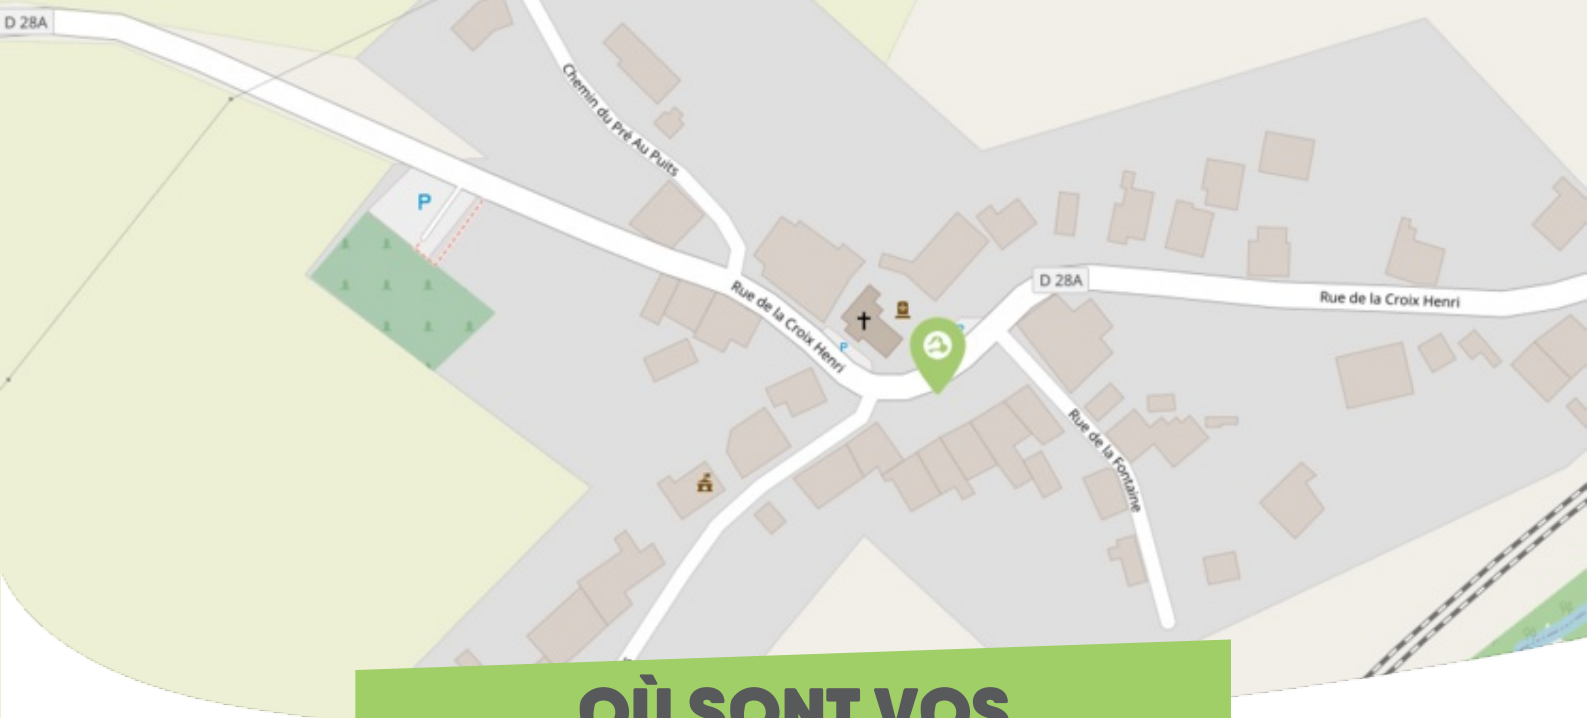 D 28A
Chemin du Pré Au Puits
P
Rue de la Croix Henri
P
D 28A
Rue de la Croix Henri
Rue de la Fontaine
OÙ SONT VOS